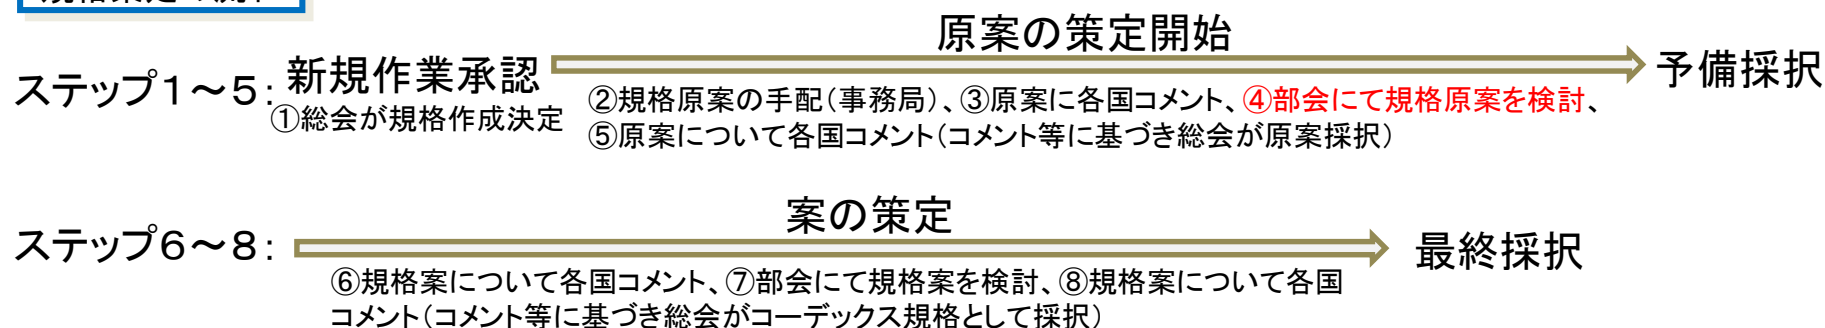 原案の策定開始
ステップ1～5：
新規作業承認
予備採択
①総会が規格作成決定
②規格原案の手配（事務局）、③原案に各国コメント、④部会にて規格原案を検討、
⑤原案について各国コメント（コメント等に基づき総会が原案採択）
案の策定
ステップ6～8：
最終採択
⑥規格案について各国コメント、⑦部会にて規格案を検討、⑧規格案について各国
コメント（コメント等に基づき総会がコーデックス規格として採択）